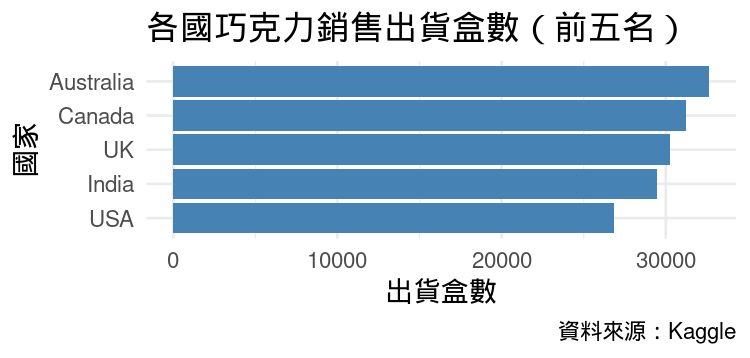 各國巧克力銷售出貨盒數（前五名）
國家
Australia
Canada
UK
India
USA
0 10000 20000 30000
出貨盒數
資料來源：Kaggle